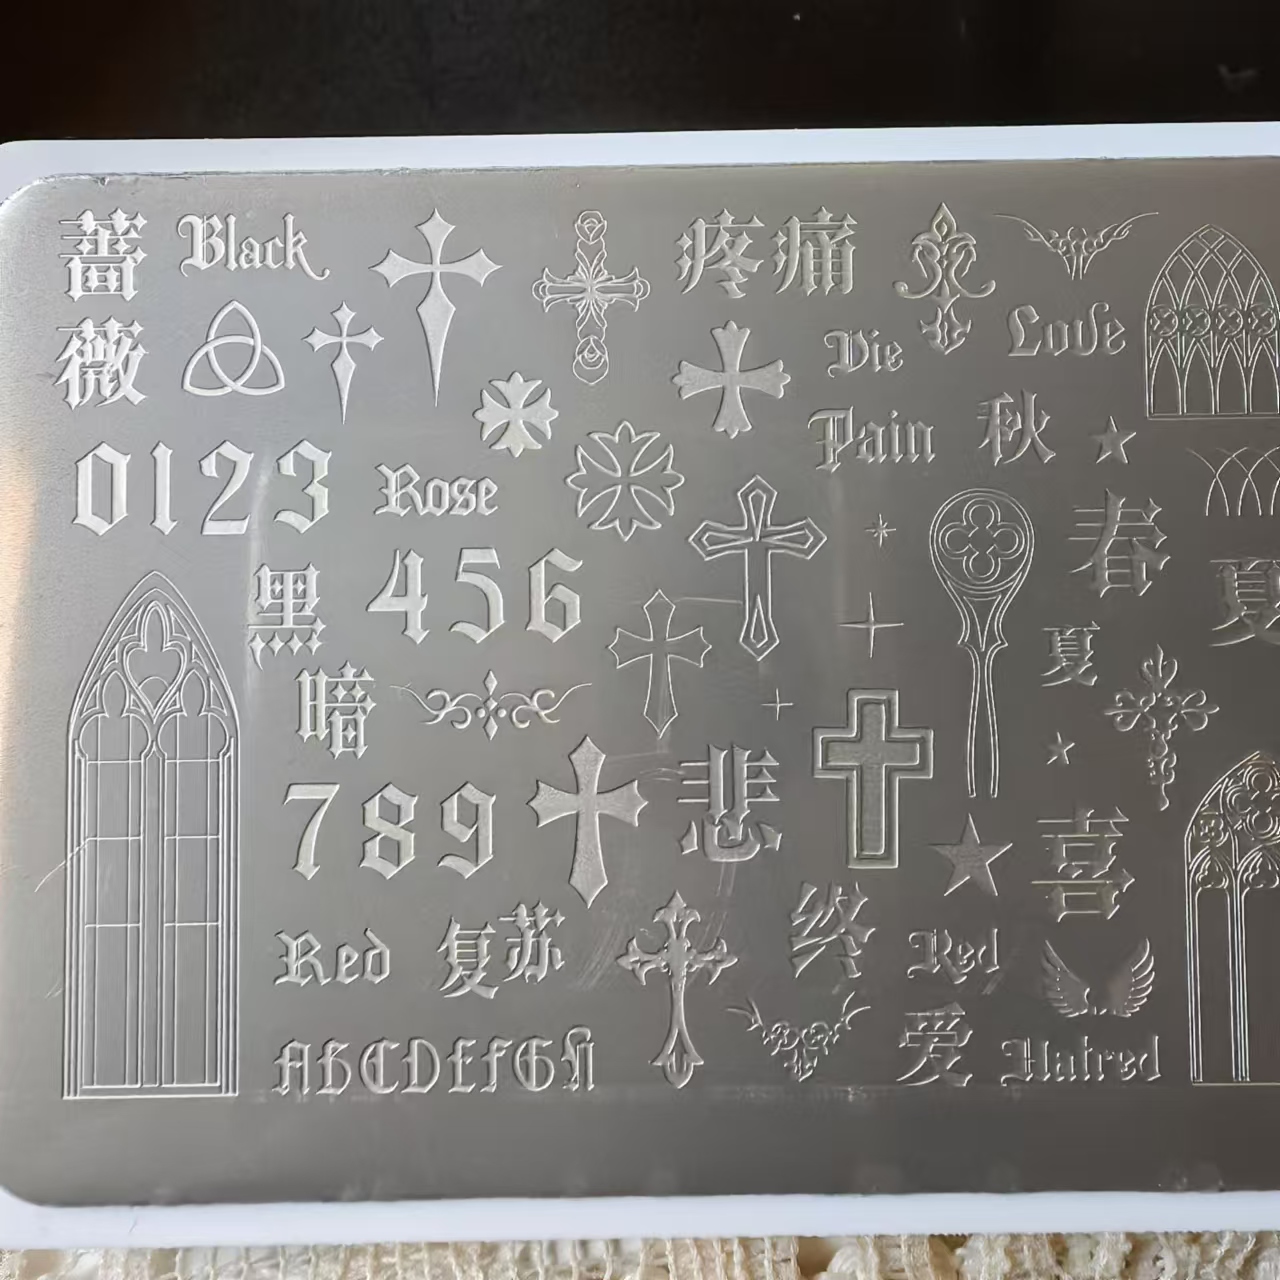 蔷薇
Black
疼痛
Love
Die
Pain
秋
0123
Rose
春
黑暗
456
夏
夏
789
悲
喜
Red
复苏
终
Red
爱
ABCDEFGH
Hatred